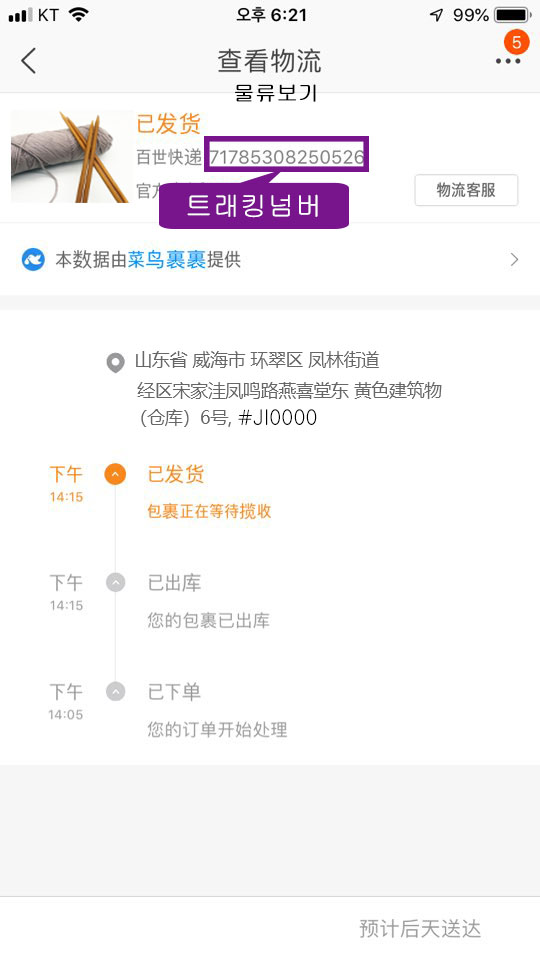 KT 오후 6:21 99%
5
查看物流
물류보기
已发货
百世快递 71785308250526
官方
트래킹넘버
物流客服
本数据由菜鸟裹裹提供
山东省 威海市 环翠区 凤林街道
经区宋家洼凤鸣路燕喜堂东 黄色建筑物
（仓库）6号, #JI0000
下午 已发货
14:15
包裹正在等待揽收
下午 已出库
14:15
您的包裹已出库
下午 已下单
14:05
您的订单开始处理
预计后天送达